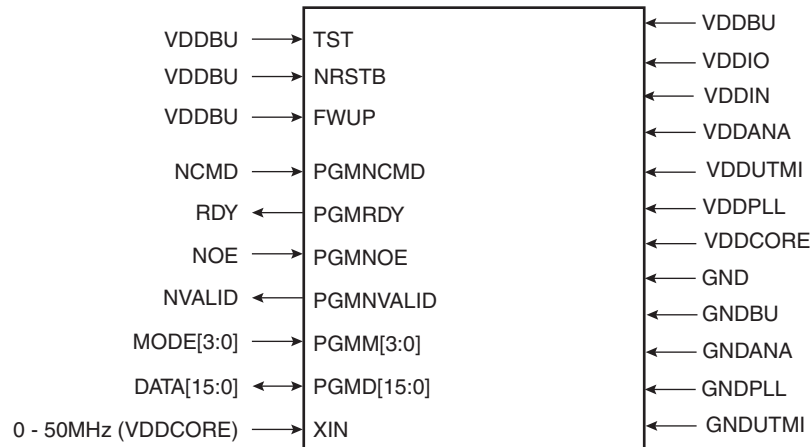 VDDBU TST
VDDBU NRSTB
VDDBU FWUP
NCMD PGMNCMD
RDY PGMRDY
NOE PGMNOE
NVALID PGMNVALID
MODE[3:0] PGMM[3:0]
DATA[15:0] PGMD[15:0]
0 - 50MHz (VDDCORE) XIN
VDDBU
VDDIO
VDDIN
VDDANA
VDDUTMI
VDDPLL
VDDCORE
GND
GNDBU
GNDANA
GNDPLL
GNDUTMI